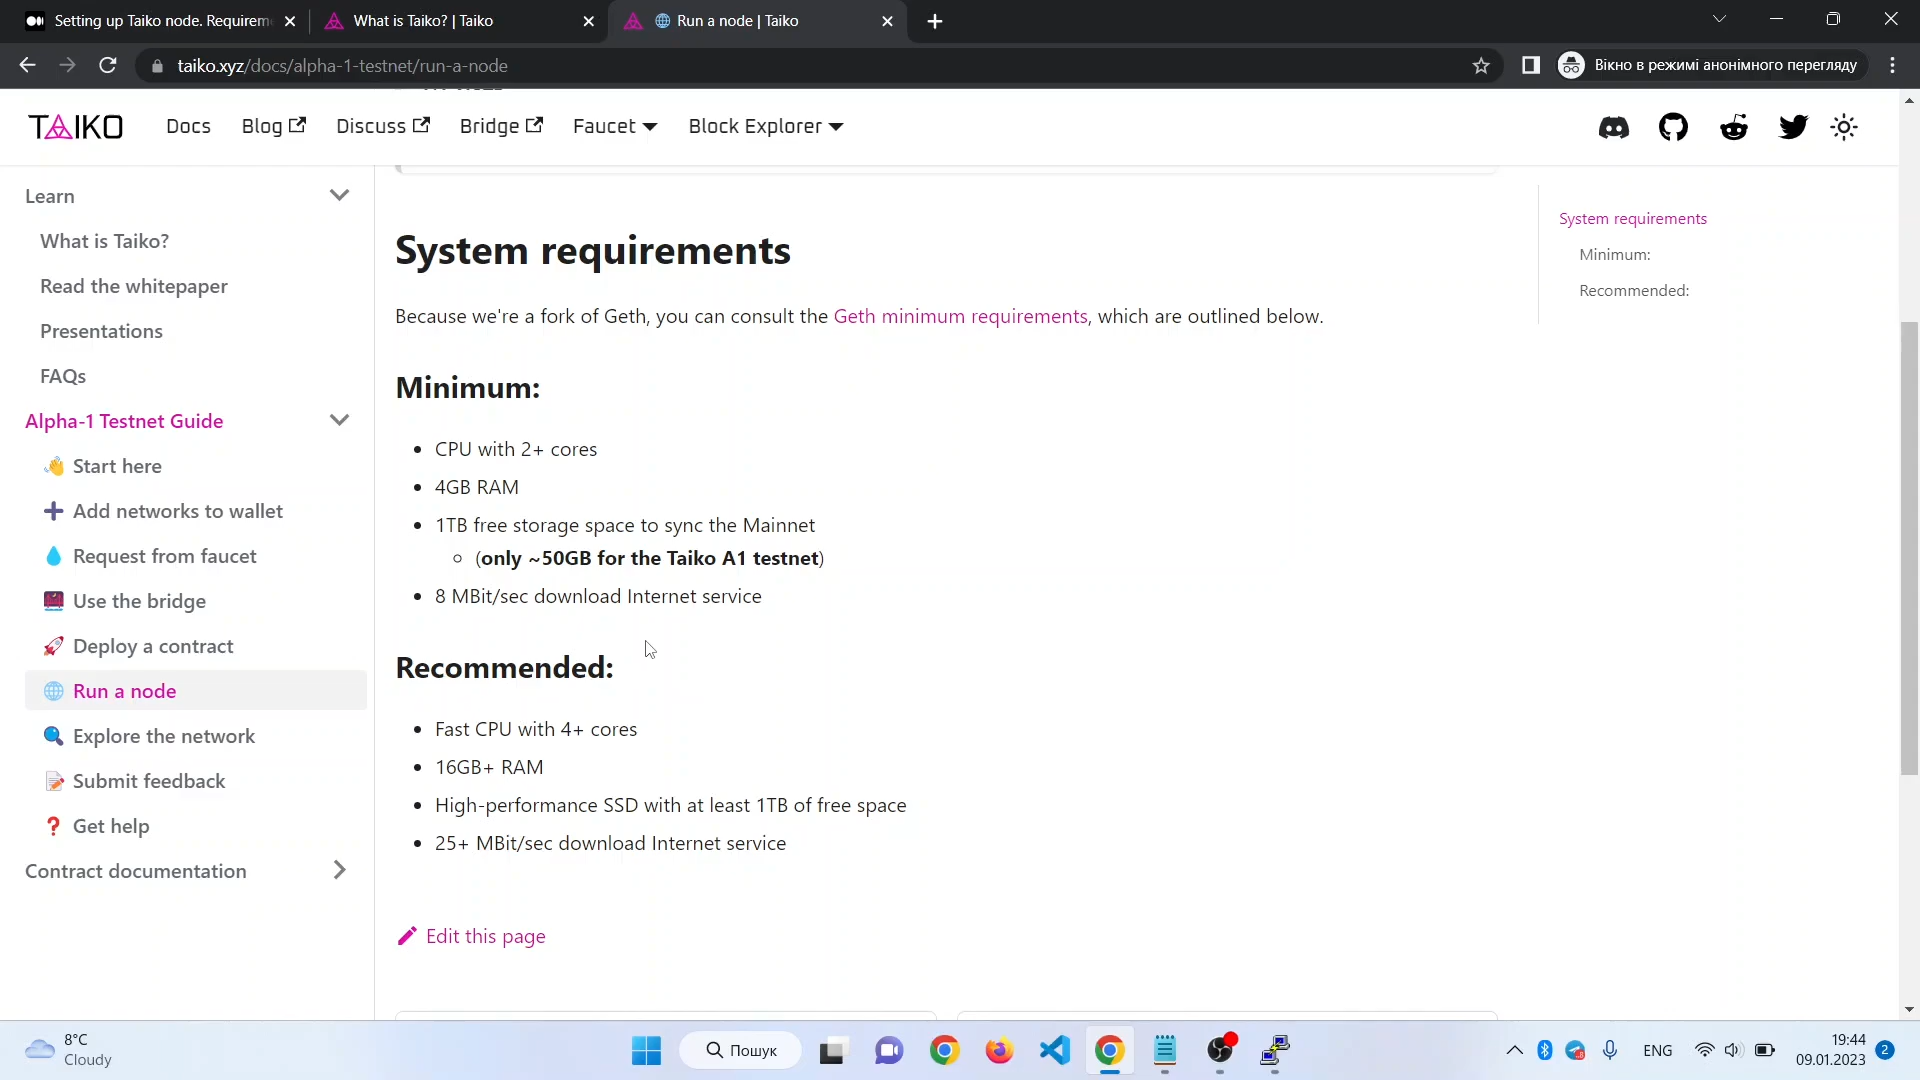 Setting up Taiko node. Requirem
What is Taiko? | Taiko
Run a node | Taiko
taiko.xyz/docs/alpha-1-testnet/run-a-node
Вікно в режимі анонімного перегляду
TAIKO
Docs
Blog
Discuss
Bridge
Faucet
Block Explorer
Learn
What is Taiko?
Read the whitepaper
Presentations
FAQs
Alpha-1 Testnet Guide
Start here
Add networks to wallet
Request from faucet
Use the bridge
Deploy a contract
Run a node
Explore the network
Submit feedback
Get help
Contract documentation
System requirements
Because we're a fork of Geth, you can consult the Geth minimum requirements, which are outlined below.
Minimum:
CPU with 2+ cores
4GB RAM
1TB free storage space to sync the Mainnet
(only ~50GB for the Taiko A1 testnet)
8 MBit/sec download Internet service
Recommended:
Fast CPU with 4+ cores
16GB+ RAM
High-performance SSD with at least 1TB of free space
25+ MBit/sec download Internet service
Edit this page
System requirements
Minimum:
Recommended:
8°C
Cloudy
Пошук
ENG
19:44
09.01.2023
2